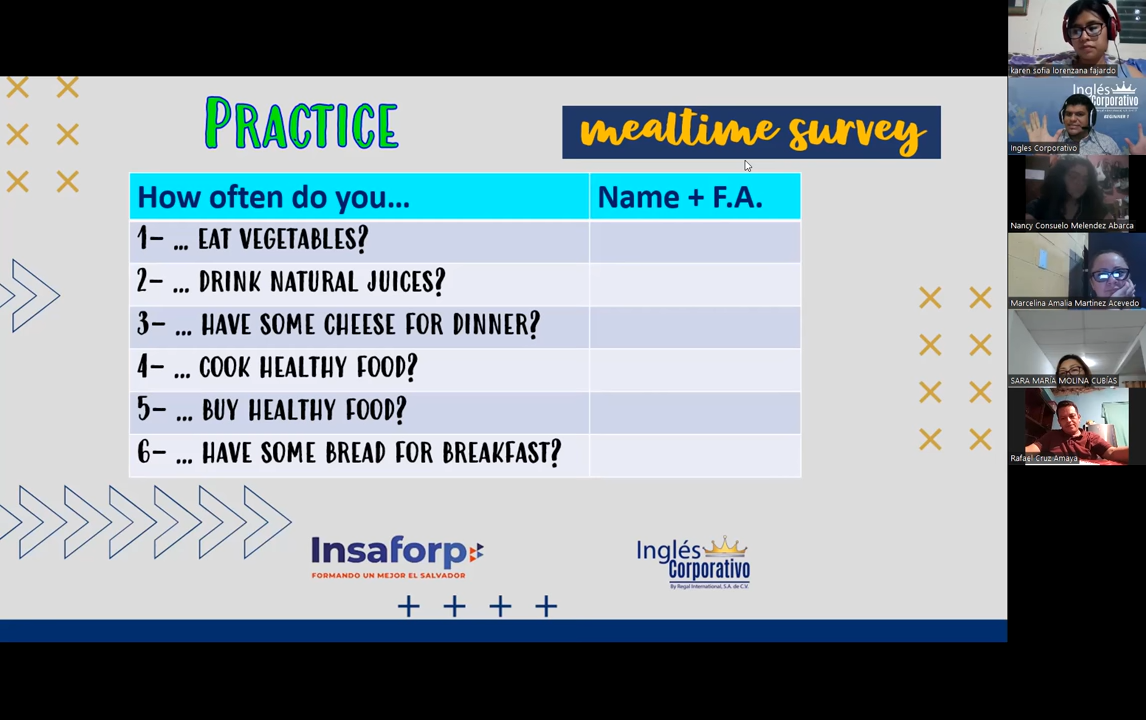 PRACTICE
mealtime survey
How often do you...
Name + F.A.
1- ... EAT VEGETABLES?
2- ... DRINK NATURAL JUICES?
3- ... HAVE SOME CHEESE FOR DINNER?
4- ... COOK HEALTHY FOOD?
5- ... BUY HEALTHY FOOD?
6- ... HAVE SOME BREAD FOR BREAKFAST?
Insaforp
FORMANDO UN MEJOR EL SALVADOR
Inglés
Corporativo
By Regal International, S.A. de C.V.
karen sofia lorenzana fajardo
Inglés
Corporativo
BEGINNER 1
Ingles Corporativo
Nancy Consuelo Melendez Abarca
Marcelina Amalia Martinez Acevedo
SARA MARÍA MOLINA CUBÍAS
Rafael Cruz Amaya